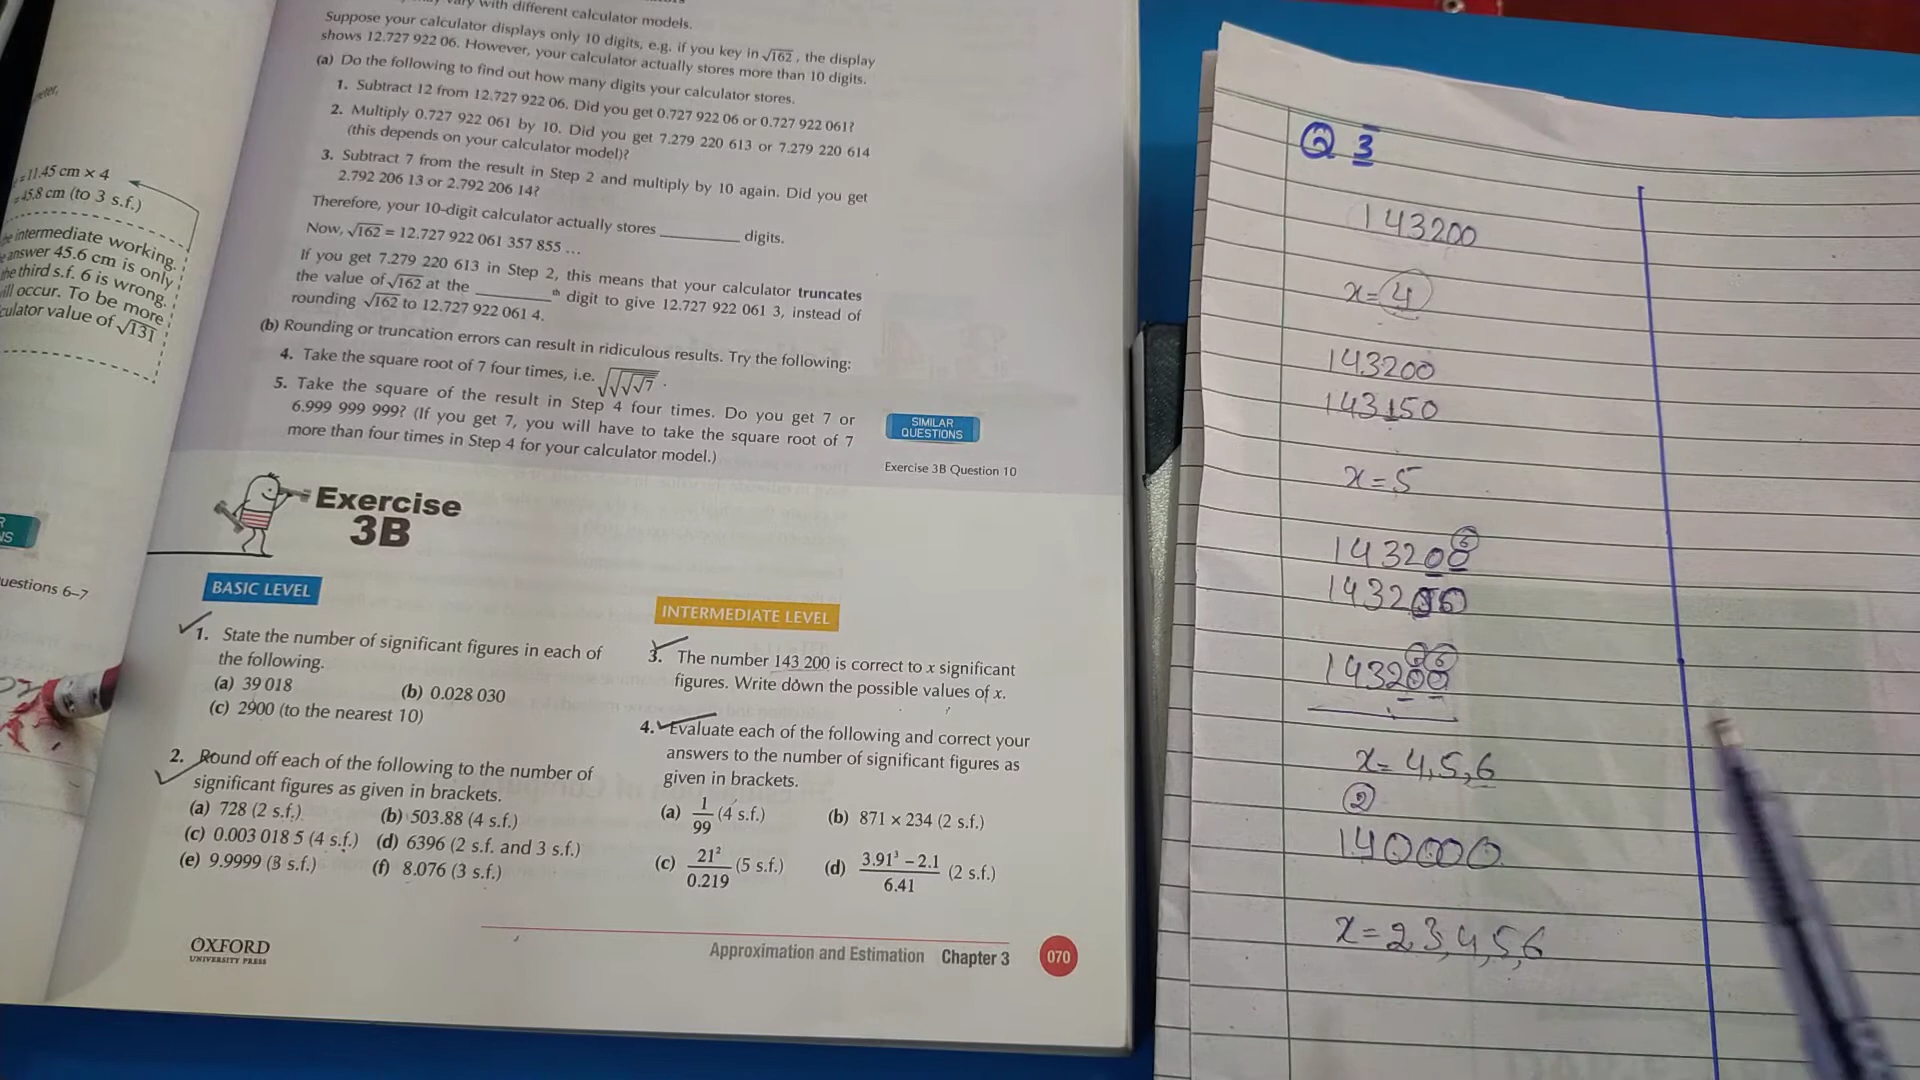 with different calculator models.
Suppose your calculator displays only 10 digits, e.g. if you key in √162, the display
shows 12.727 922 06. However, your calculator actually stores more than 10 digits.
(a) Do the following to find out how many digits your calculator stores.
1. Subtract 12 from 12.727 922 06. Did you get 0.727 922 06 or 0.727 922 061?
2. Multiply 0.727 922 061 by 10. Did you get 7.279 220 613 or 7.279 220 614
(this depends on your calculator model)?
3. Subtract 7 from the result in Step 2 and multiply by 10 again. Did you get
2.792 206 13 or 2.792 206 14?
Therefore, your 10-digit calculator actually stores ________ digits.
Now, √162 = 12.727 922 061 357 855 ...
If you get 7.279 220 613 in Step 2, this means that your calculator truncates
the value of √162 at the ________th digit to give 12.727 922 061 3, instead of
rounding √162 to 12.727 922 061 4.
(b) Rounding or truncation errors can result in ridiculous results. Try the following:
4. Take the square root of 7 four times, i.e. √√√√7 .
5. Take the square of the result in Step 4 four times. Do you get 7 or
6.999 999 999? (If you get 7, you will have to take the square root of 7
more than four times in Step 4 for your calculator model.)
SIMILAR
QUESTIONS
Exercise 3B Question 10
= 11.45 cm × 4
= 45.8 cm (to 3 s.f.)
intermediate working.
answer 45.6 cm is only
the third s.f. 6 is wrong.
ill occur. To be more
culator value of √131
uestions 6–7
Exercise
3B
BASIC LEVEL
1. State the number of significant figures in each of
the following.
(a) 39 018 (b) 0.028 030
(c) 2900 (to the nearest 10)
2. Round off each of the following to the number of
significant figures as given in brackets.
(a) 728 (2 s.f.) (b) 503.88 (4 s.f.)
(c) 0.003 018 5 (4 s.f.) (d) 6396 (2 s.f. and 3 s.f.)
(e) 9.9999 (3 s.f.) (f) 8.076 (3 s.f.)
INTERMEDIATE LEVEL
3. The number 143 200 is correct to x significant
figures. Write down the possible values of x.
4. Evaluate each of the following and correct your
answers to the number of significant figures as
given in brackets.
(a) 1/99 (4 s.f.) (b) 871 × 234 (2 s.f.)
(c) 21²/0.219 (5 s.f.) (d) 3.91³ – 2.1/6.41 (2 s.f.)
OXFORD
UNIVERSITY PRESS
Approximation and Estimation Chapter 3 070
Q 3
143200
x=4
143200
143150
x=5
143200
1432
143200
x= 4,5,6
2
140000
x=2,3,4,5,6